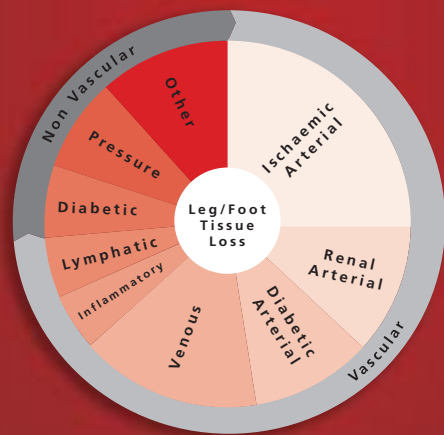 Leg/Foot
Tissue
Loss
Ischaemic
Arterial
Renal
Arterial
Diabetic
Arterial
Venous
Inflammatory
Lymphatic
Diabetic
Pressure
Other
Non Vascular
Vascular